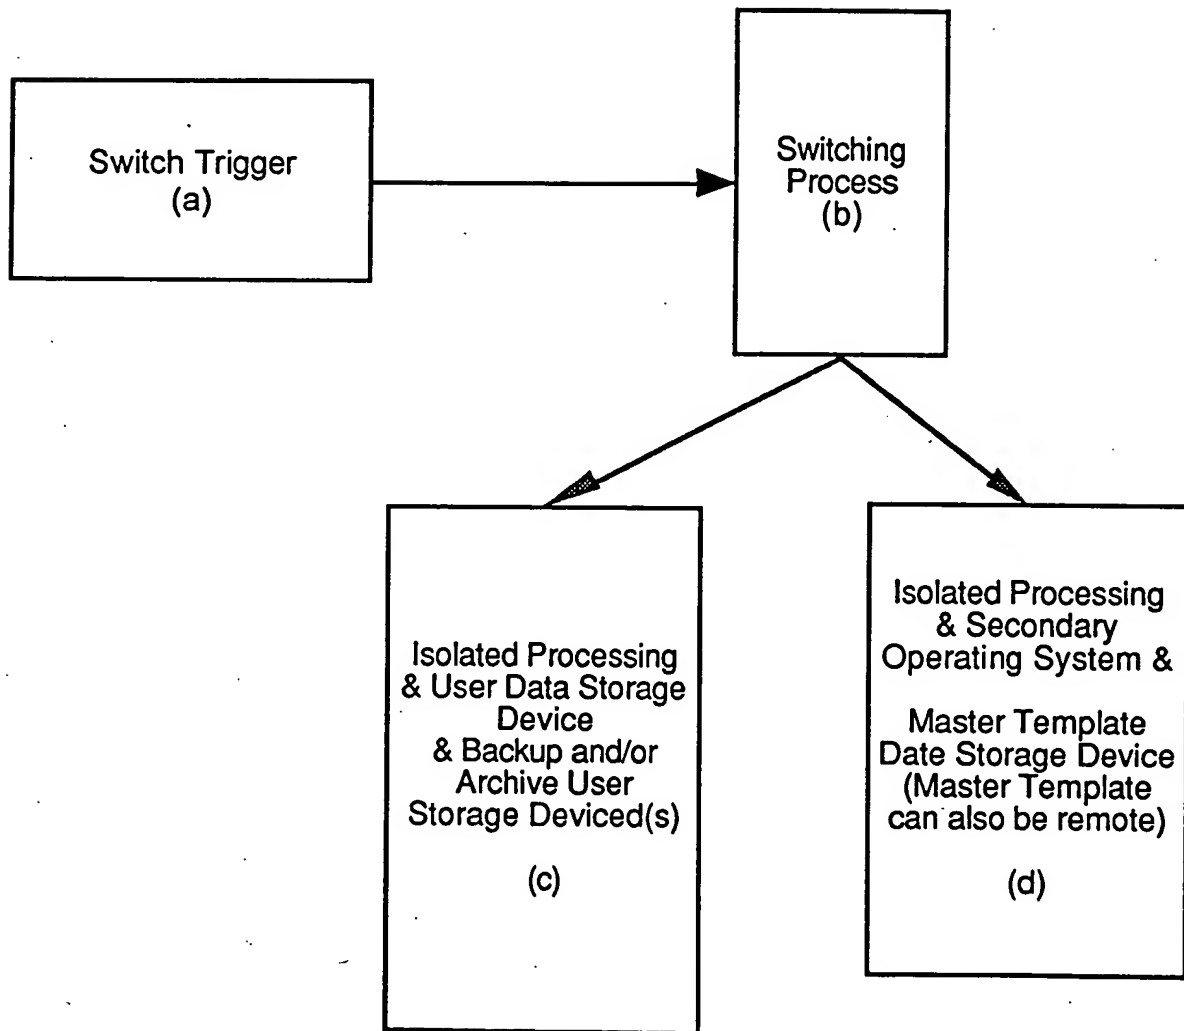 Switch Trigger
(a)
Switching
Process
(b)
Isolated Processing
& User Data Storage
Device
& Backup and/or
Archive User
Storage Deviced(s)
(c)
Isolated Processing
& Secondary
Operating System &
Master Template
Date Storage Device
(Master Template
can also be remote)
(d)